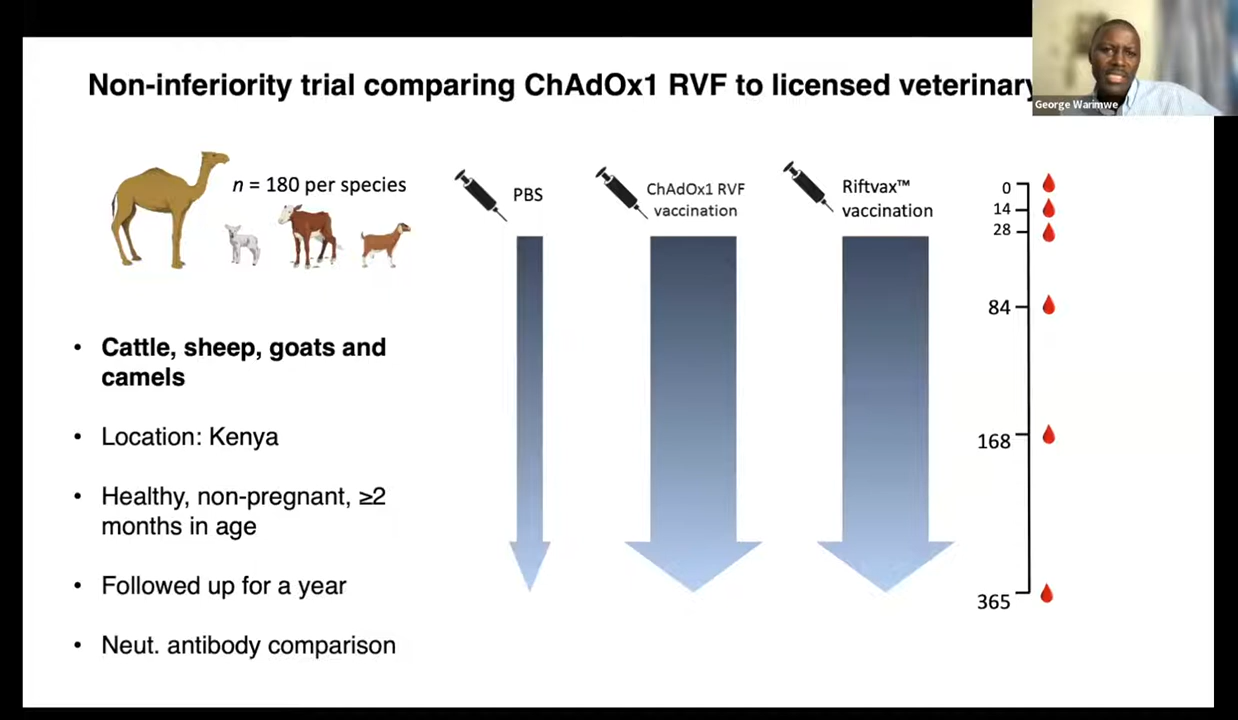 Non-inferiority trial comparing ChAdOx1 RVF to licensed veterinary
George Warimwe
n = 180 per species
PBS
ChAdOx1 RVF
vaccination
Riftvax™
vaccination
0
14
28
84
168
365
• Cattle, sheep, goats and
camels
• Location: Kenya
• Healthy, non-pregnant, ≥2
months in age
• Followed up for a year
• Neut. antibody comparison